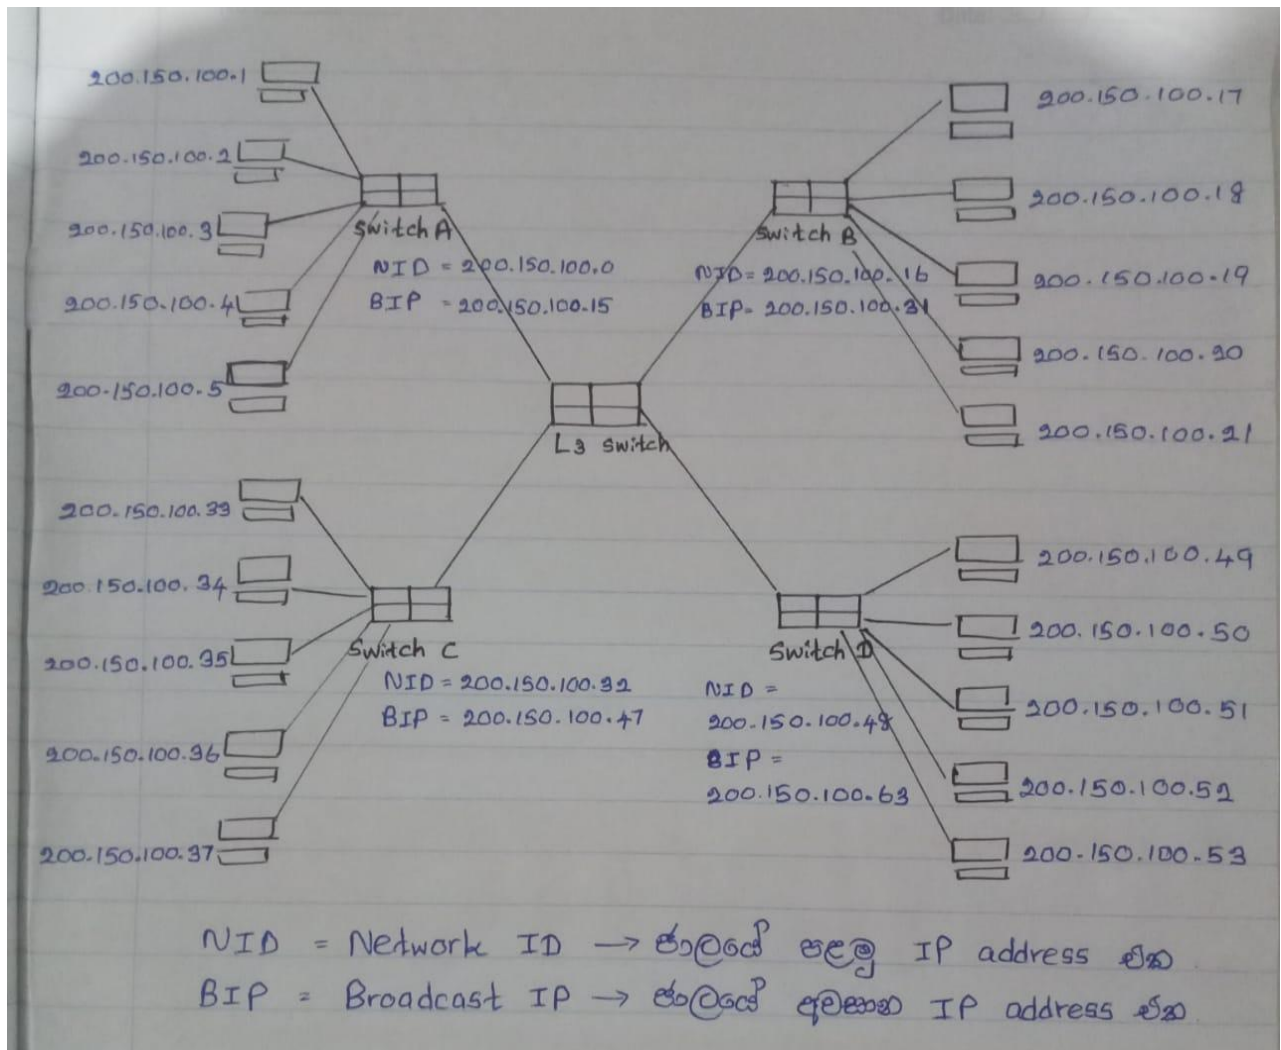 200.150.100.1
200.150.100.2
200.150.100.3
200.150.100.4
200.150.100.5
Switch A
NID = 200.150.100.0
BIP = 200.150.100.15
200.150.100.17
200.150.100.18
200.150.100.19
200.150.100.20
200.150.100.21
Switch B
NID= 200.150.100.16
BIP= 200.150.100.31
L3 Switch
200.150.100.33
200.150.100.34
200.150.100.35
200.150.100.36
200.150.100.37
Switch C
NID = 200.150.100.32
BIP = 200.150.100.47
200.150.100.49
200.150.100.50
200.150.100.51
200.150.100.52
200.150.100.53
Switch D
NID =
200.150.100.48
BIP =
200.150.100.63
NID = Network ID → ජාලයේ පළමු IP address එක
BIP = Broadcast IP → ජාලයේ අවසාන IP address එක